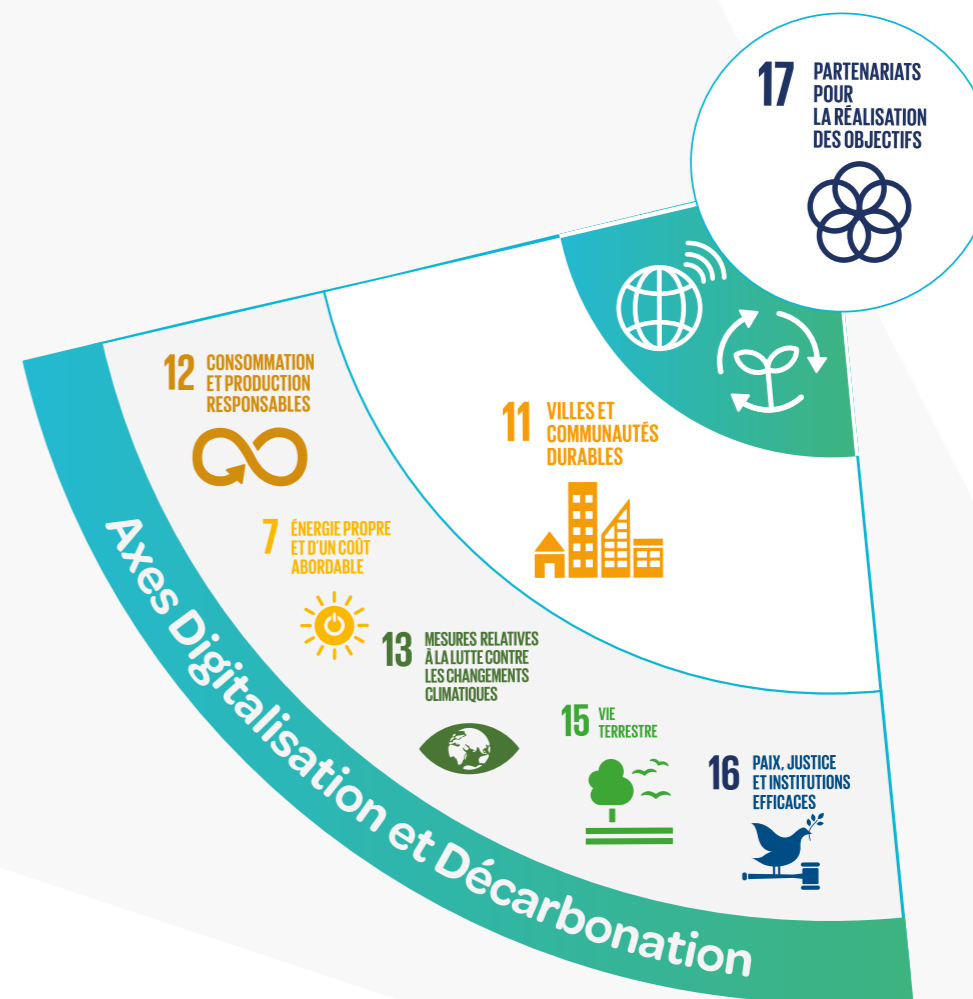 17
PARTENARIATS
POUR
LA RÉALISATION
DES OBJECTIFS
12
CONSOMMATION
ET PRODUCTION
RESPONSABLES
11
VILLES ET
COMMUNAUTÉS
DURABLES
7
ÉNERGIE PROPRE
ET D'UN COÛT
ABORDABLE
13
MESURES RELATIVES
À LA LUTTE CONTRE
LES CHANGEMENTS
CLIMATIQUES
15
VIE
TERRESTRE
16
PAIX, JUSTICE
ET INSTITUTIONS
EFFICACES
Axes Digitalisation et Décarbonation